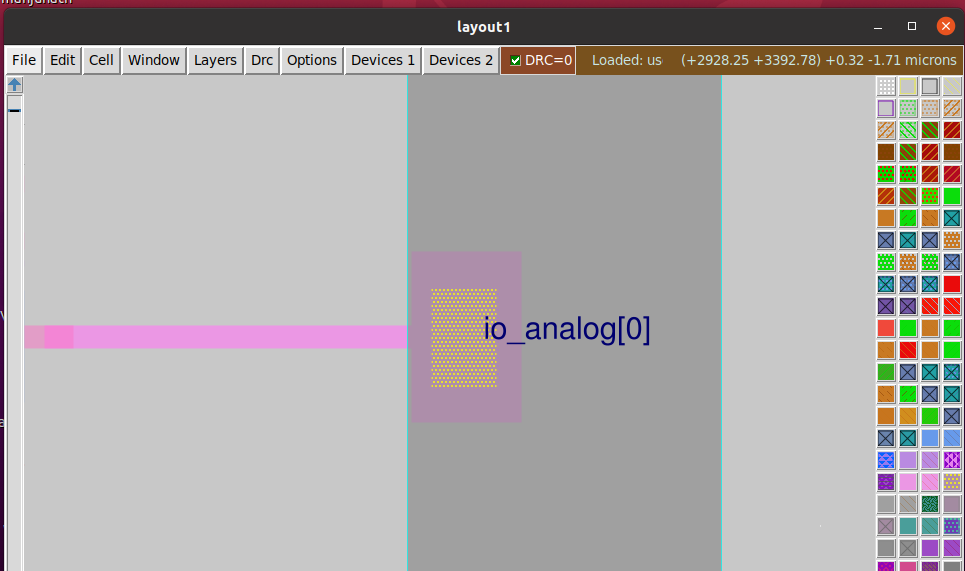 layout1
File Edit Cell Window Layers Drc Options Devices 1 Devices 2 DRC=0 Loaded: us (+2928.25 +3392.78) +0.32 -1.71 microns
io_analog[0]